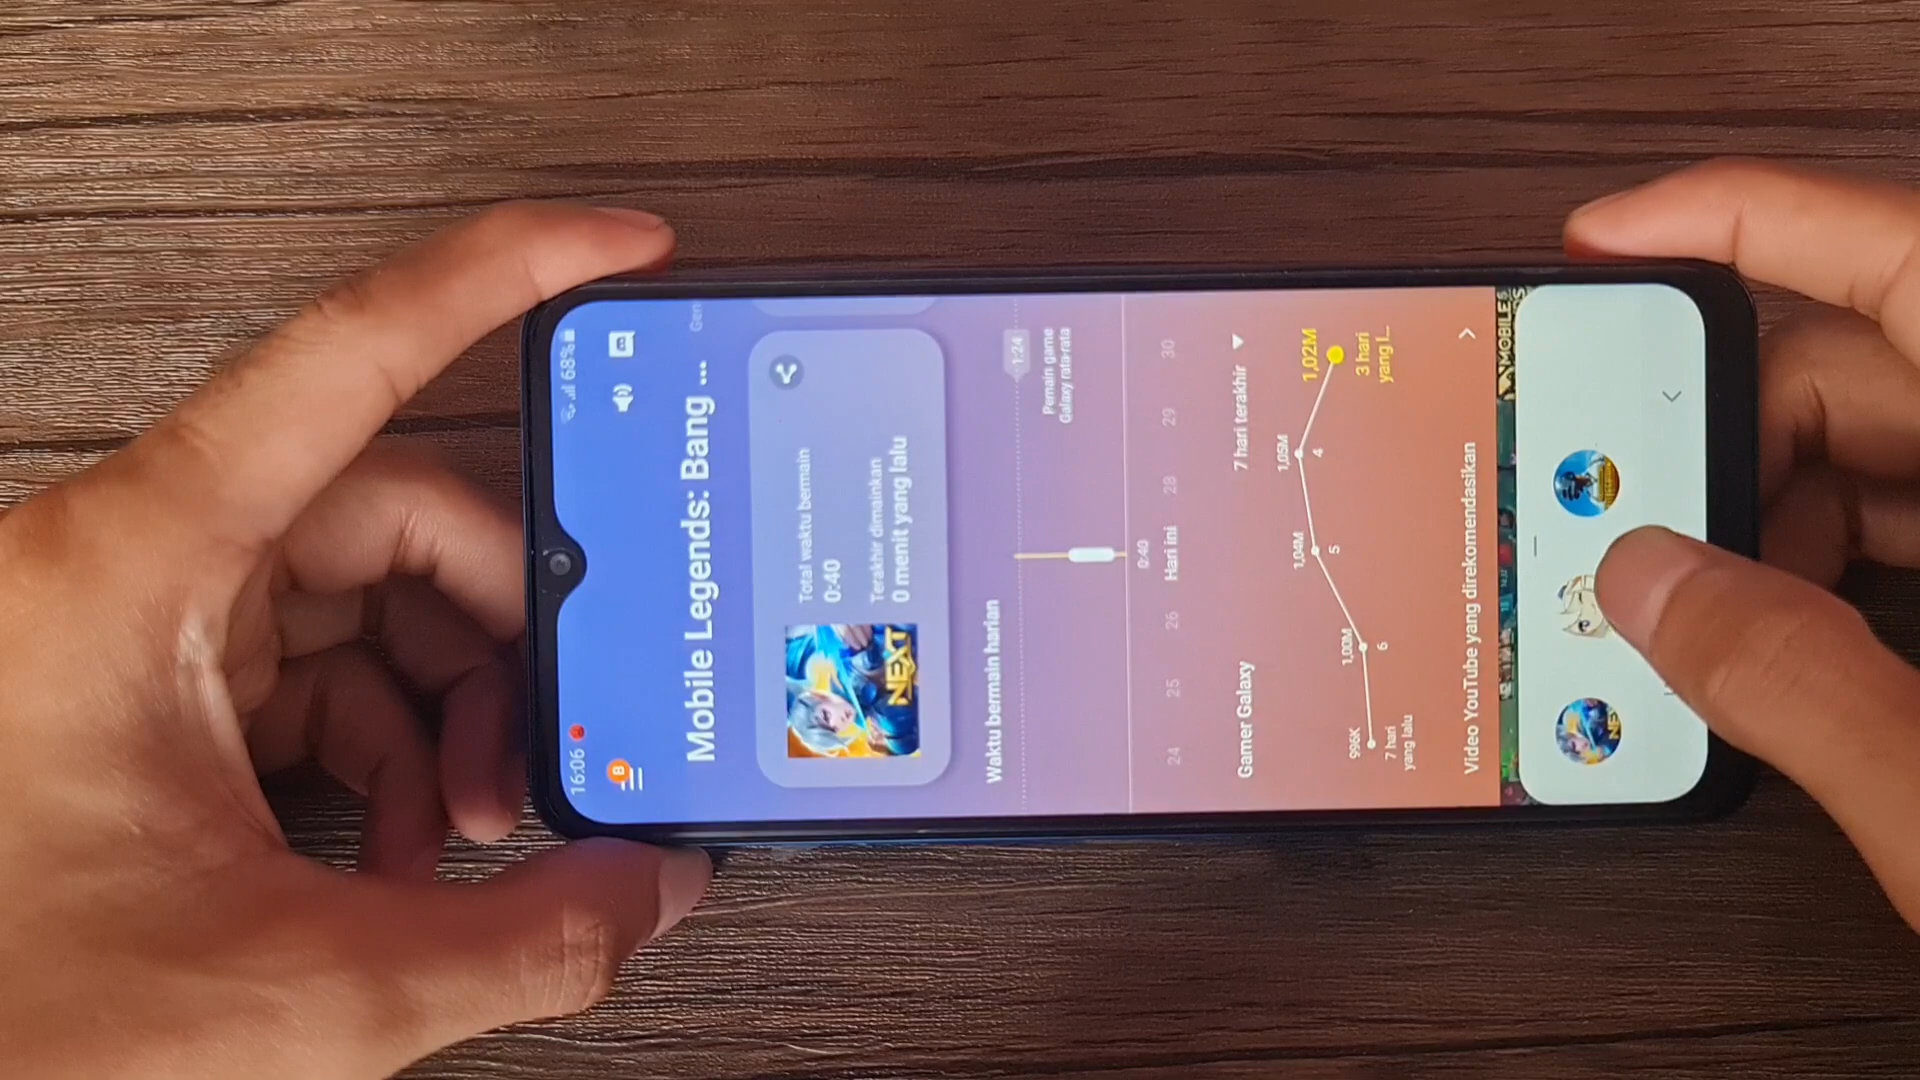 16:06
68%
B
Mobile Legends: Bang ...
Gen
Total waktu bermain
0:40
Terakhir dimainkan
0 menit yang lalu
NEXT
Waktu bermain harian
1:24
Pemain game
Galaxy rata-rata
0:40
24 25 26 Hari ini 28 29 30
Gamer Galaxy
7 hari terakhir
996K
1,00M
1,04M
1,05M
1,02M
7 hari
yang lalu
6
5
4
3 hari
yang l...
Video YouTube yang direkomendasikan
MOBILE